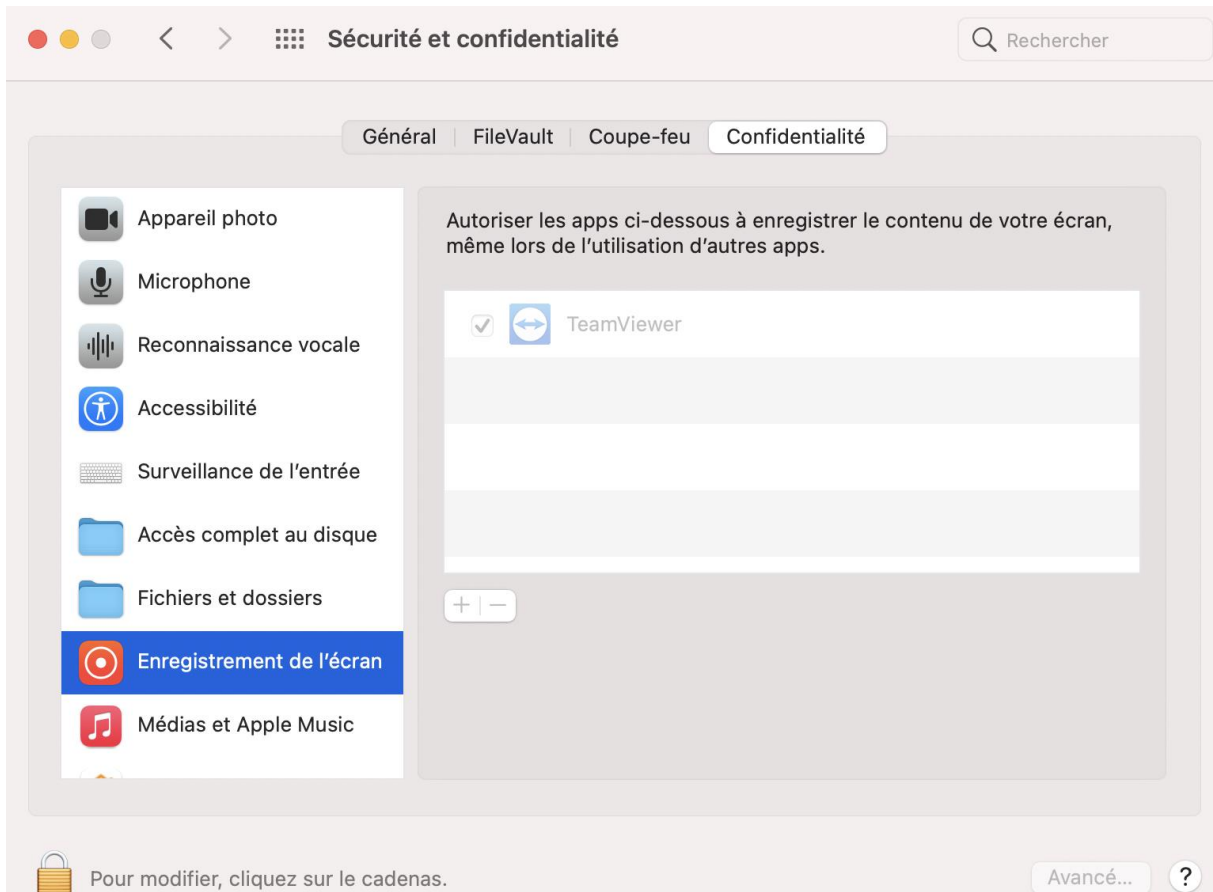 Sécurité et confidentialité
Rechercher
Général
FileVault
Coupe-feu
Confidentialité
Appareil photo
Microphone
Reconnaissance vocale
Accessibilité
Surveillance de l’entrée
Accès complet au disque
Fichiers et dossiers
Enregistrement de l’écran
Médias et Apple Music
Autoriser les apps ci-dessous à enregistrer le contenu de votre écran,
même lors de l’utilisation d’autres apps.
TeamViewer
Pour modifier, cliquez sur le cadenas.
Avancé...
?